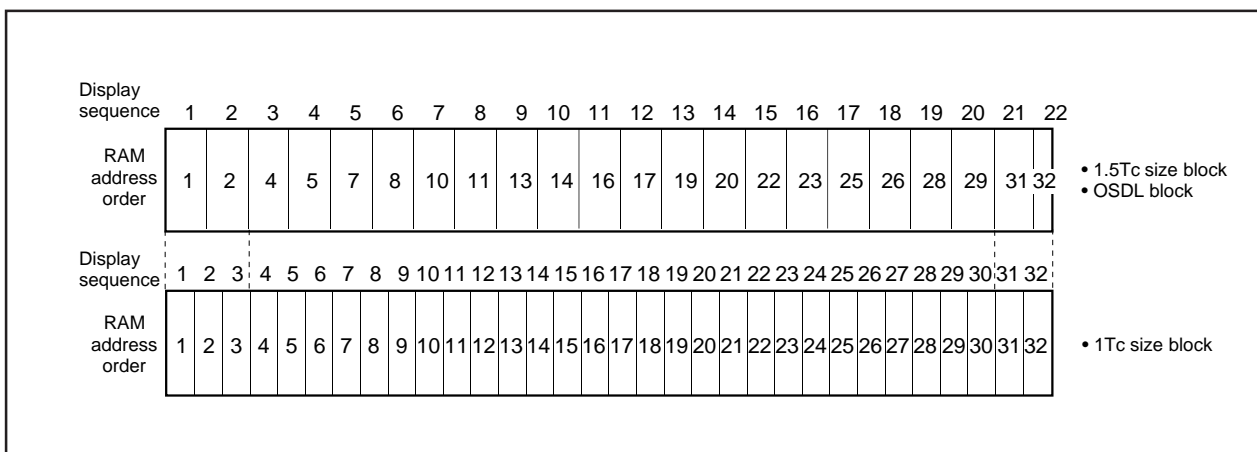 Display
sequence
1 2 3 4 5 6 7 8 9 10 11 12 13 14 15 16 17 18 19 20 21 22
RAM
address
order
1 2 4 5 7 8 10 11 13 14 16 17 19 20 22 23 25 26 28 29 31 32
• 1.5Tc size block
• OSDL block
Display
sequence
1 2 3 4 5 6 7 8 9 10 11 12 13 14 15 16 17 18 19 20 21 22 23 24 25 26 27 28 29 30 31 32
RAM
address
order
1 2 3 4 5 6 7 8 9 10 11 12 13 14 15 16 17 18 19 20 21 22 23 24 25 26 27 28 29 30 31 32
• 1Tc size block